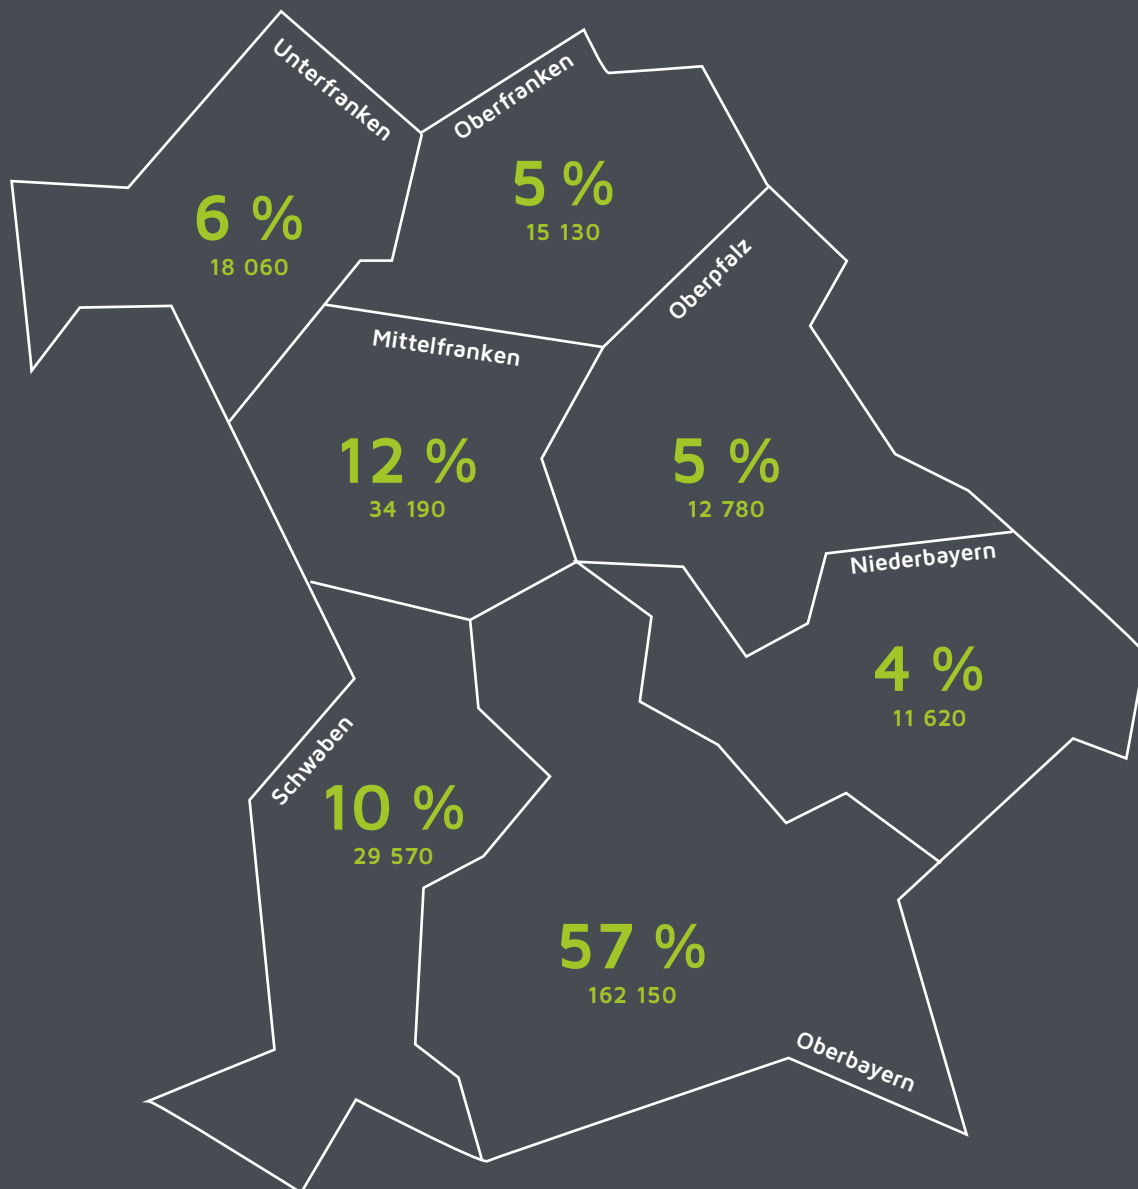 Unterfranken
6 %
18 060
Oberfranken
5 %
15 130
Mittelfranken
12 %
34 190
Oberpfalz
5 %
12 780
Niederbayern
4 %
11 620
Schwaben
10 %
29 570
57 %
162 150
Oberbayern